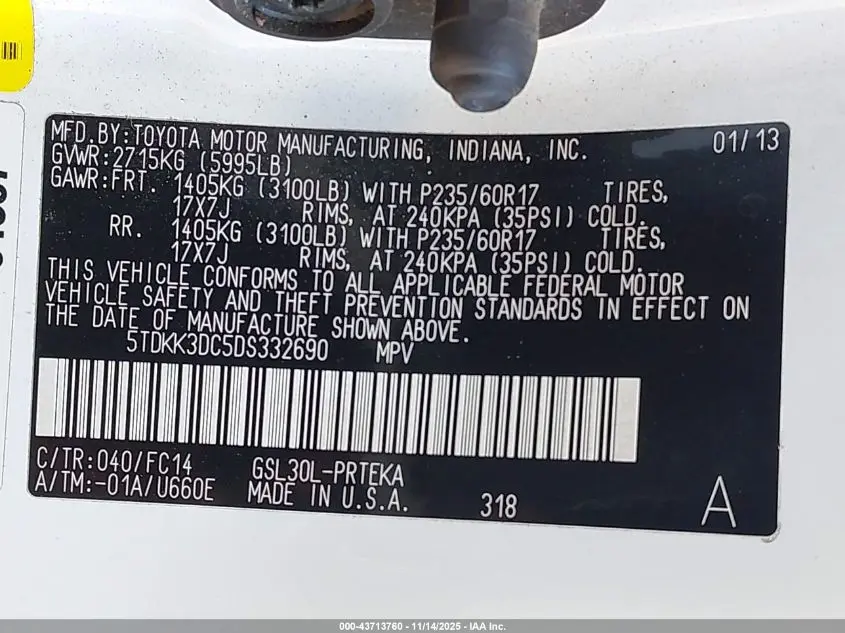 MFD.BY:TOYOTA MOTOR MANUFACTURING, INDIANA, INC. 01/13
GVWR:2715KG (5995LB)
GAWR:FRT. 1405KG (3100LB) WITH P235/60R17 TIRES,
17X7J RIMS, AT 240KPA (35PSI) COLD.
RR. 1405KG (3100LB) WITH P235/60R17 TIRES,
17X7J RIMS, AT 240KPA (35PSI) COLD.
THIS VEHICLE CONFORMS TO ALL APPLICABLE FEDERAL MOTOR
VEHICLE SAFETY AND THEFT PREVENTION STANDARDS IN EFFECT ON
THE DATE OF MANUFACTURE SHOWN ABOVE.
5TDKK3DC5DS332690 MPV
C/TR:040/FC14 GSL30L-PRTEKA
A/TM:-01A/U660E MADE IN U.S.A. 318 A
000-43713760 - 11/14/2025 - IAA Inc.